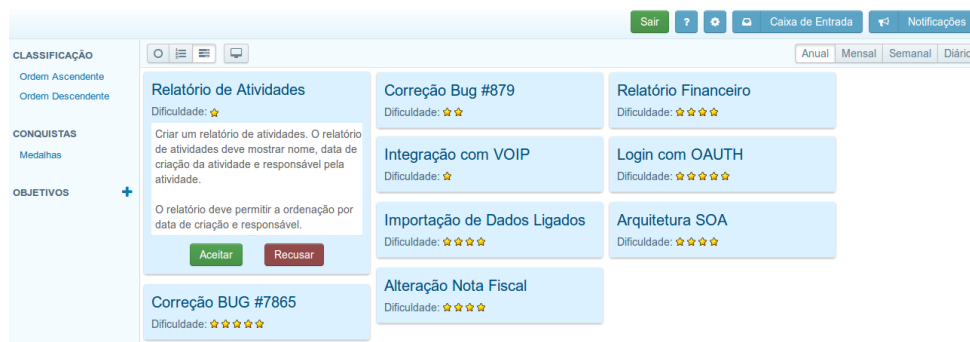 Sair ? Caixa de Entrada Notificações
CLASSIFICAÇÃO
Ordem Ascendente
Ordem Descendente
CONQUISTAS
Medalhas
OBJETIVOS +
Anual Mensal Semanal Diário
Relatório de Atividades
Dificuldade:
Criar um relatório de atividades. O relatório
de atividades deve mostrar nome, data de
criação da atividade e responsável pela
atividade.
O relatório deve permitir a ordenação por
data de criação e responsável.
Aceitar Recusar
Correção BUG #7865
Dificuldade:
Correção Bug #879
Dificuldade:
Integração com VOIP
Dificuldade:
Importação de Dados Ligados
Dificuldade:
Alteração Nota Fiscal
Dificuldade:
Relatório Financeiro
Dificuldade:
Login com OAUTH
Dificuldade:
Arquitetura SOA
Dificuldade: